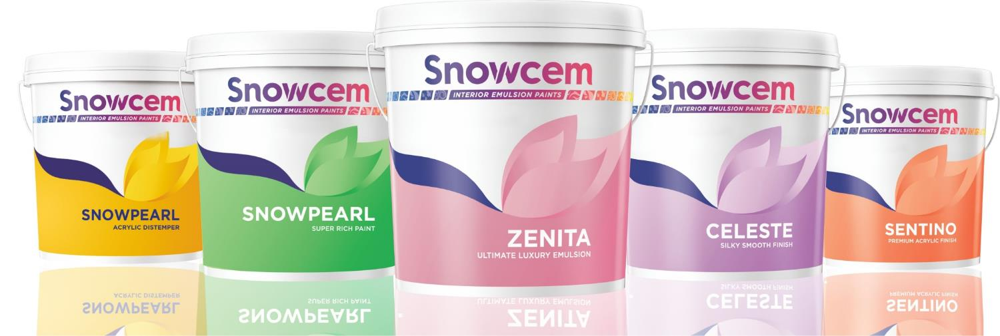 Snowcem
INTERIOR EMULSION PAINTS
SNOWPEARL
ACRYLIC DISTEMPER
Snowcem
INTERIOR EMULSION PAINTS
SNOWPEARL
SUPER RICH PAINT
Snowcem
INTERIOR EMULSION PAINTS
ZENITA
ULTIMATE LUXURY EMULSION
Snowcem
INTERIOR EMULSION PAINTS
CELESTE
SILKY SMOOTH FINISH
Snowcem
INTERIOR EMULSION PAINTS
SENTINO
PREMIUM ACRYLIC FINISH